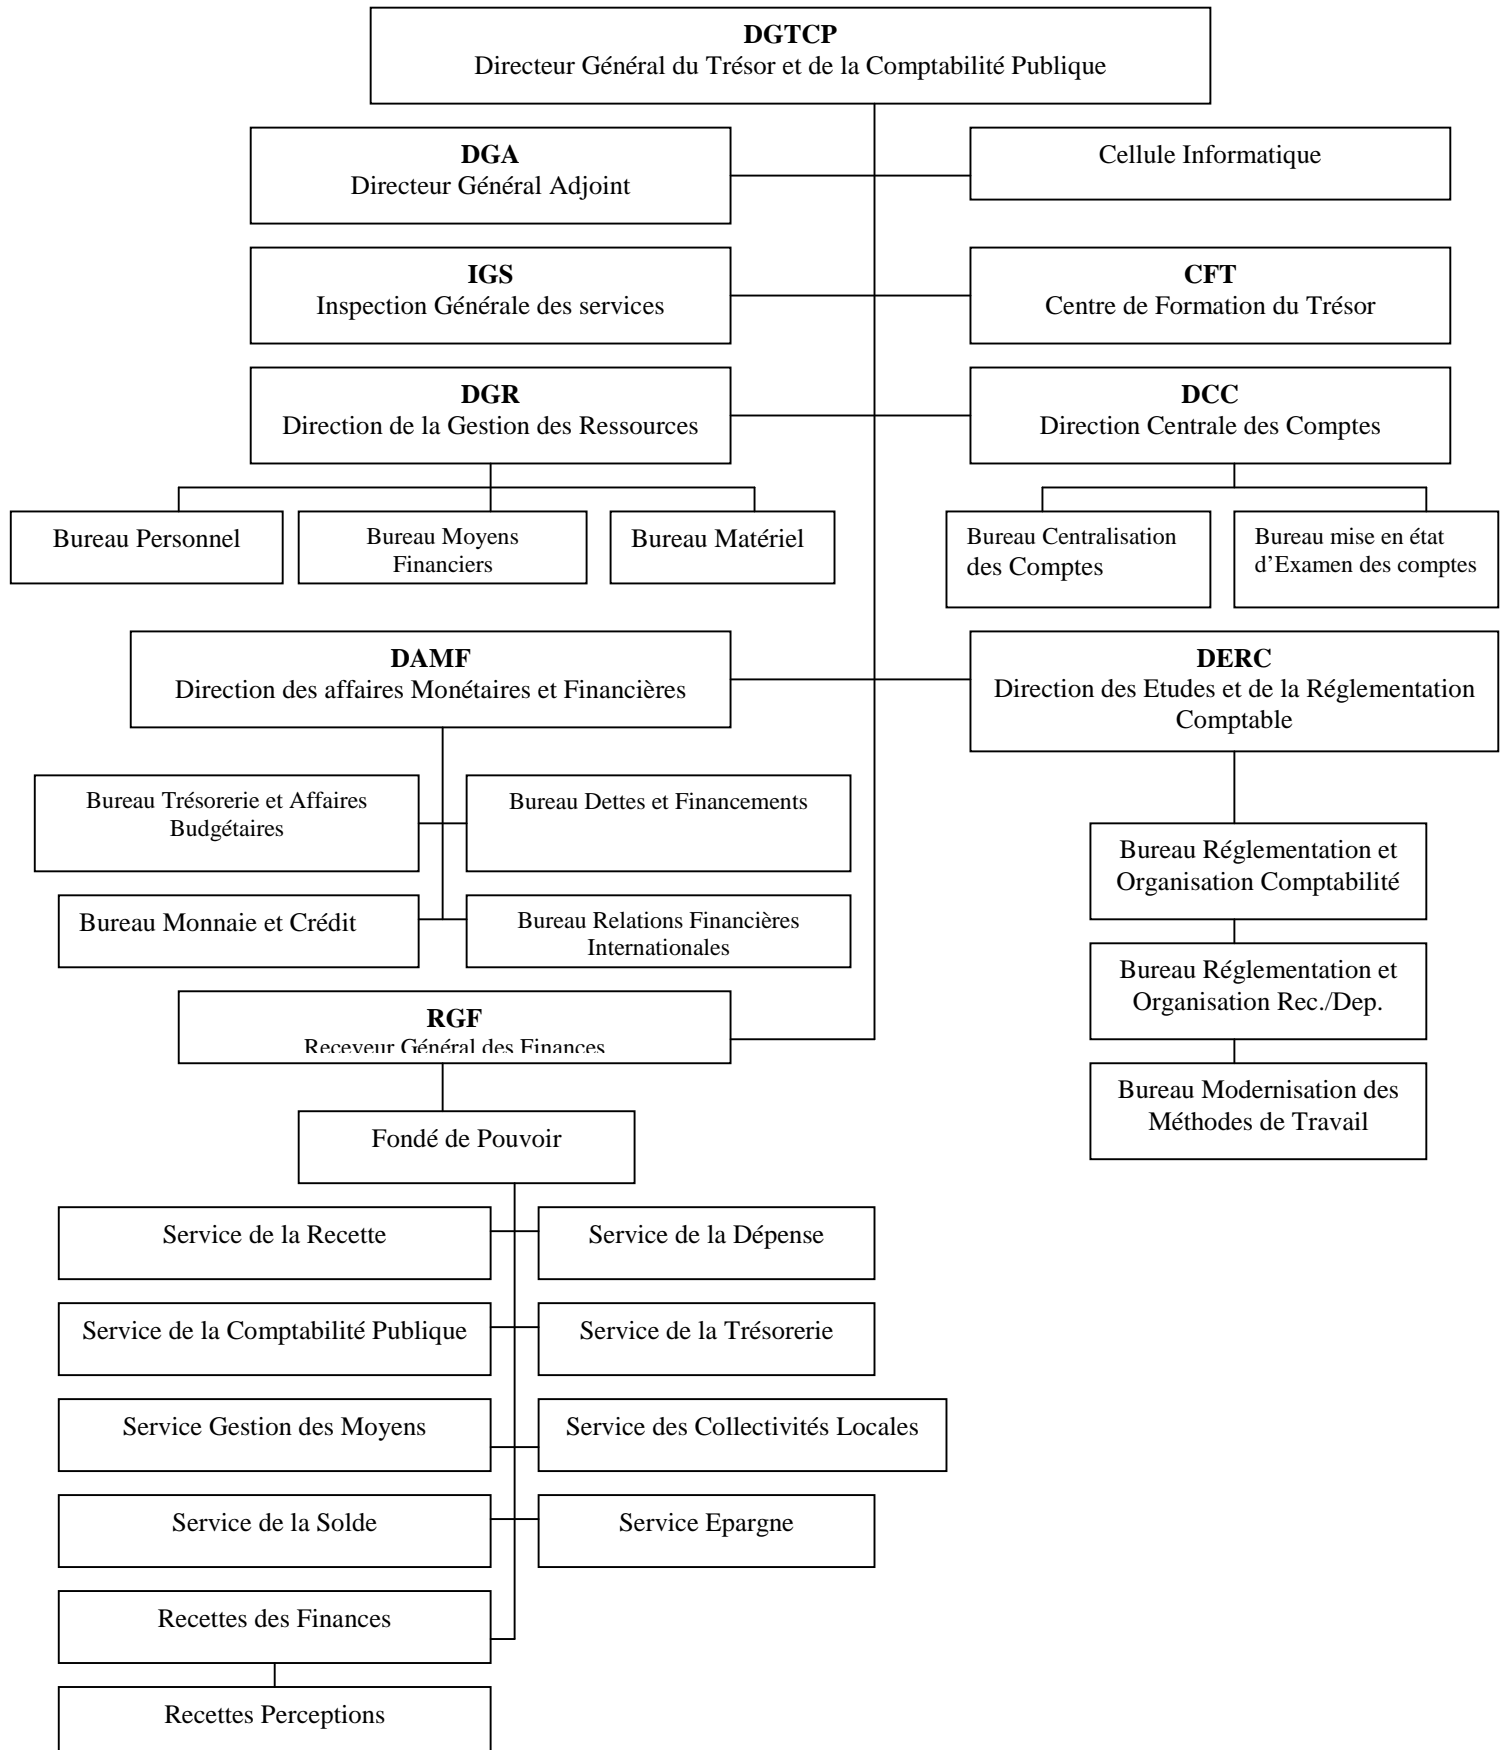 DGTCP
Directeur Général du Trésor et de la Comptabilité Publique
DGA
Directeur Général Adjoint
Cellule Informatique
IGS
Inspection Générale des services
CFT
Centre de Formation du Trésor
DGR
Direction de la Gestion des Ressources
DCC
Direction Centrale des Comptes
Bureau Personnel
Bureau Moyens
Financiers
Bureau Matériel
Bureau Centralisation
des Comptes
Bureau mise en état
d’Examen des comptes
DAMF
Direction des affaires Monétaires et Financières
DERC
Direction des Etudes et de la Réglementation
Comptable
Bureau Trésorerie et Affaires
Budgétaires
Bureau Dettes et Financements
Bureau Monnaie et Crédit
Bureau Relations Financières
Internationales
Bureau Réglementation et
Organisation Comptabilité
Bureau Réglementation et
Organisation Rec./Dep.
Bureau Modernisation des
Méthodes de Travail
RGF
Receveur Général des Finances
Fondé de Pouvoir
Service de la Recette
Service de la Dépense
Service de la Comptabilité Publique
Service de la Trésorerie
Service Gestion des Moyens
Service des Collectivités Locales
Service de la Solde
Service Epargne
Recettes des Finances
Recettes Perceptions